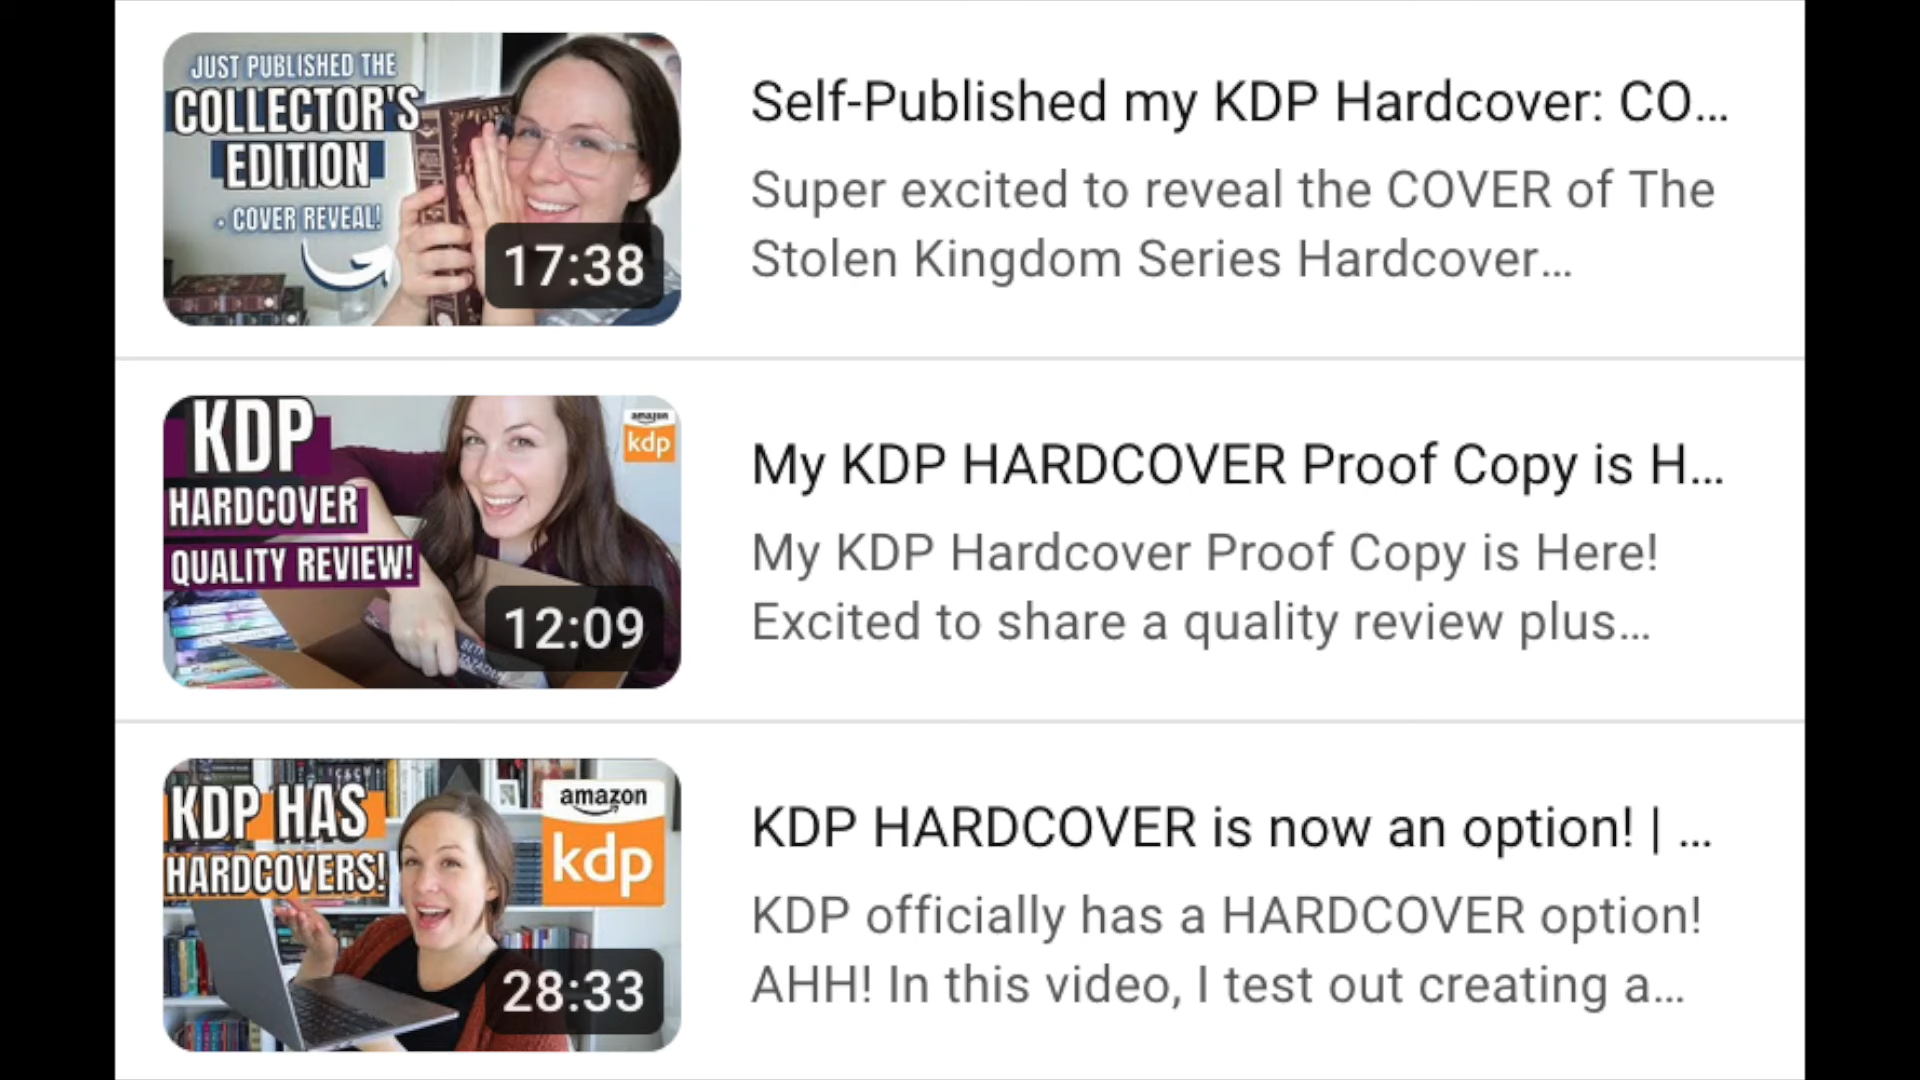 JUST PUBLISHED THE
COLLECTOR'S
EDITION
+ COVER REVEAL!
17:38
Self-Published my KDP Hardcover: CO...
Super excited to reveal the COVER of The
Stolen Kingdom Series Hardcover...
KDP
HARDCOVER
QUALITY REVIEW!
amazon
kdp
12:09
My KDP HARDCOVER Proof Copy is H...
My KDP Hardcover Proof Copy is Here!
Excited to share a quality review plus...
KDP HAS
HARDCOVERS!
amazon
kdp
28:33
KDP HARDCOVER is now an option! | ...
KDP officially has a HARDCOVER option!
AHH! In this video, I test out creating a...